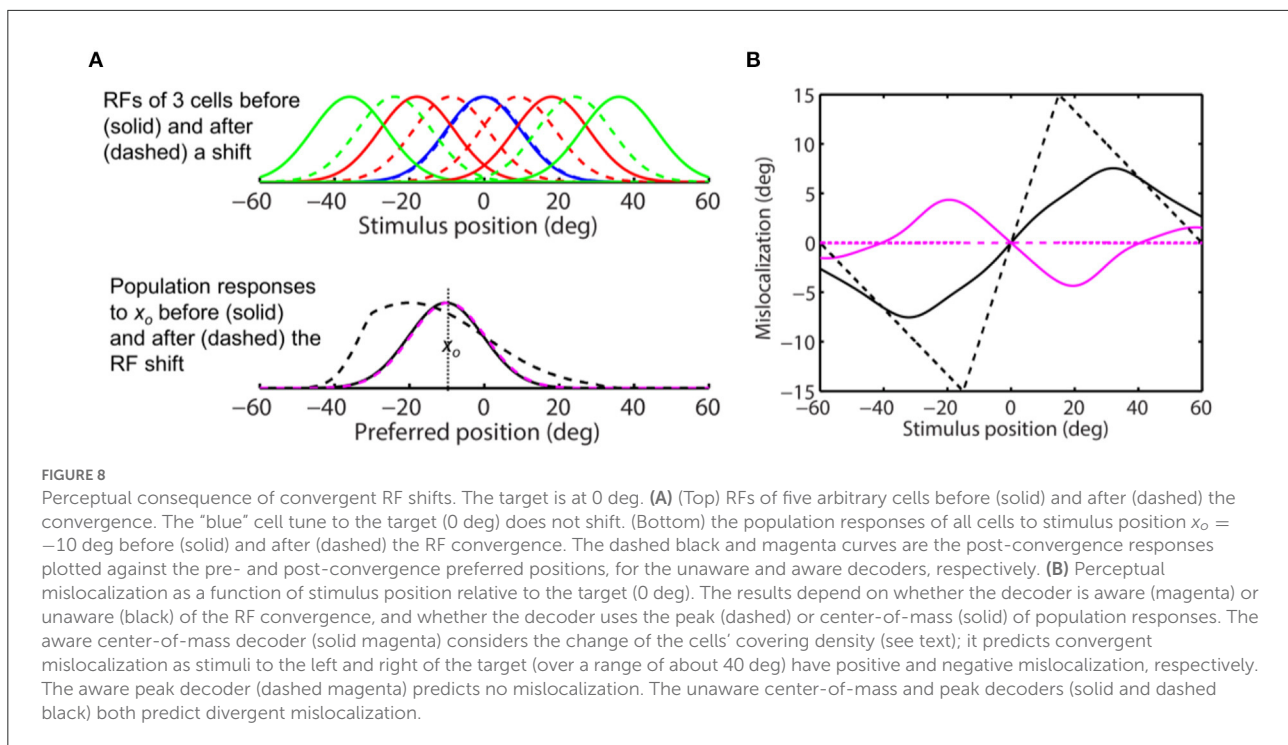 A
RFs of 3 cells before
(solid) and after
(dashed) a shift
−60 −40 −20 0 20 40 60
Stimulus position (deg)
Population responses
to xo before (solid)
and after (dashed) the
RF shift
xo
−60 −40 −20 0 20 40 60
Preferred position (deg)
B
Mislocalization (deg)
15
10
5
0
−5
−10
−15
−60 −40 −20 0 20 40 60
Stimulus position (deg)
FIGURE 8
Perceptual consequence of convergent RF shifts. The target is at 0 deg. (A) (Top) RFs of five arbitrary cells before (solid) and after (dashed) the
convergence. The “blue” cell tune to the target (0 deg) does not shift. (Bottom) the population responses of all cells to stimulus position xo =
−10 deg before (solid) and after (dashed) the RF convergence. The dashed black and magenta curves are the post-convergence responses
plotted against the pre- and post-convergence preferred positions, for the unaware and aware decoders, respectively. (B) Perceptual
mislocalization as a function of stimulus position relative to the target (0 deg). The results depend on whether the decoder is aware (magenta) or
unaware (black) of the RF convergence, and whether the decoder uses the peak (dashed) or center-of-mass (solid) of population responses. The
aware center-of-mass decoder (solid magenta) considers the change of the cells’ covering density (see text); it predicts convergent
mislocalization as stimuli to the left and right of the target (over a range of about 40 deg) have positive and negative mislocalization, respectively.
The aware peak decoder (dashed magenta) predicts no mislocalization. The unaware center-of-mass and peak decoders (solid and dashed
black) both predict divergent mislocalization.